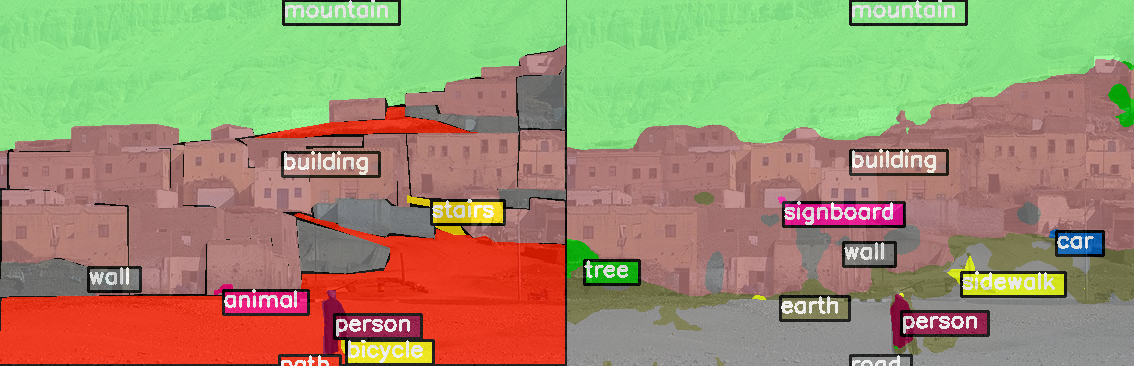 mountain
building
stairs
wall
animal
person
bicycle
path
mountain
building
signboard
car
wall
tree
sidewalk
earth
person
road